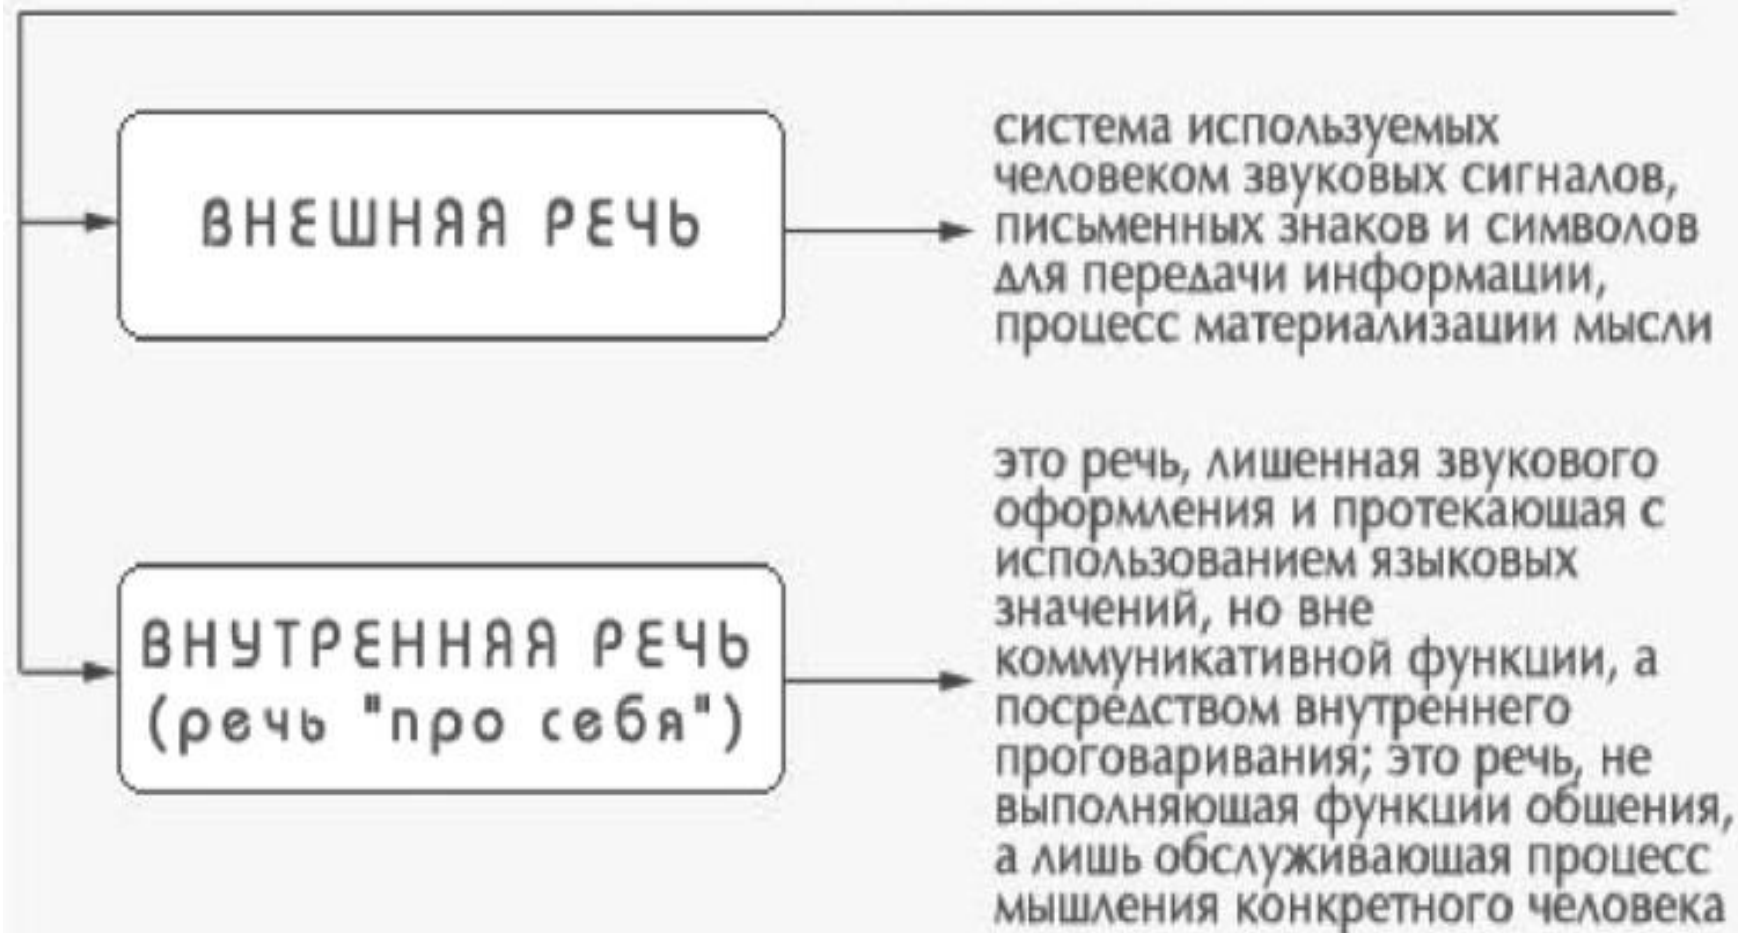 ВНЕШНЯЯ РЕЧЬ
система используемых
человеком звуковых сигналов,
письменных знаков и символов
для передачи информации,
процесс материализации мысли
ВНУТРЕННЯЯ РЕЧЬ
(речь "про себя")
это речь, лишенная звукового
оформления и протекающая с
использованием языковых
значений, но вне
коммуникативной функции, а
посредством внутреннего
проговаривания; это речь, не
выполняющая функции общения,
а лишь обслуживающая процесс
мышления конкретного человека